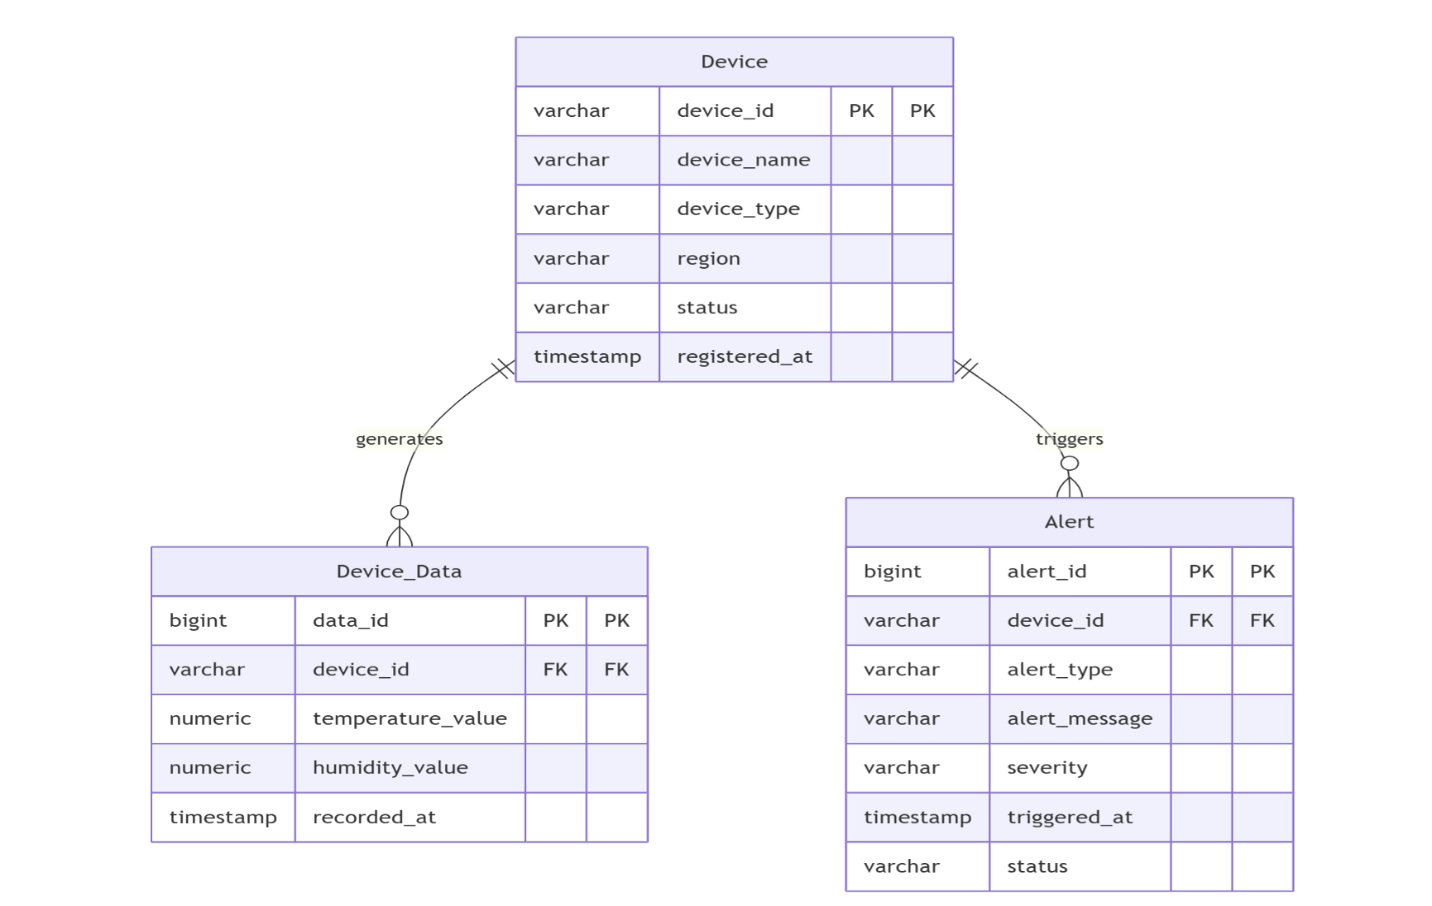 Device
varchar device_id PK PK
varchar device_name
varchar device_type
varchar region
varchar status
timestamp registered_at
generates
triggers
Device_Data
bigint data_id PK PK
varchar device_id FK FK
numeric temperature_value
numeric humidity_value
timestamp recorded_at
Alert
bigint alert_id PK PK
varchar device_id FK FK
varchar alert_type
varchar alert_message
varchar severity
timestamp triggered_at
varchar status